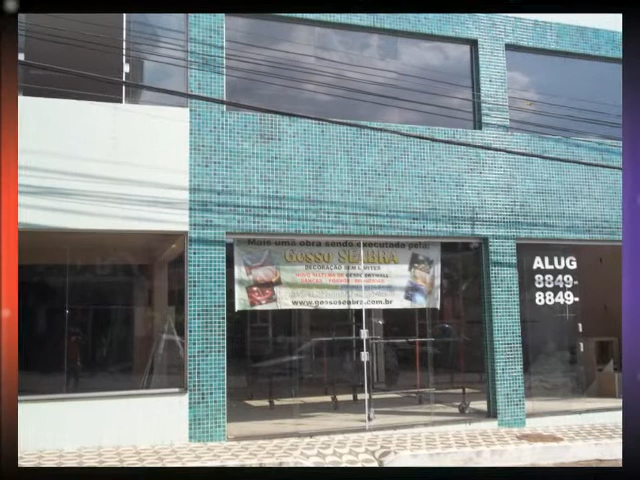 Mais uma obra sendo executada pela:
Gesso SEABRA
DECORAÇÃO SEM LIMITES
www.gessoseabra.com.br
ALUG
8849-
8849-